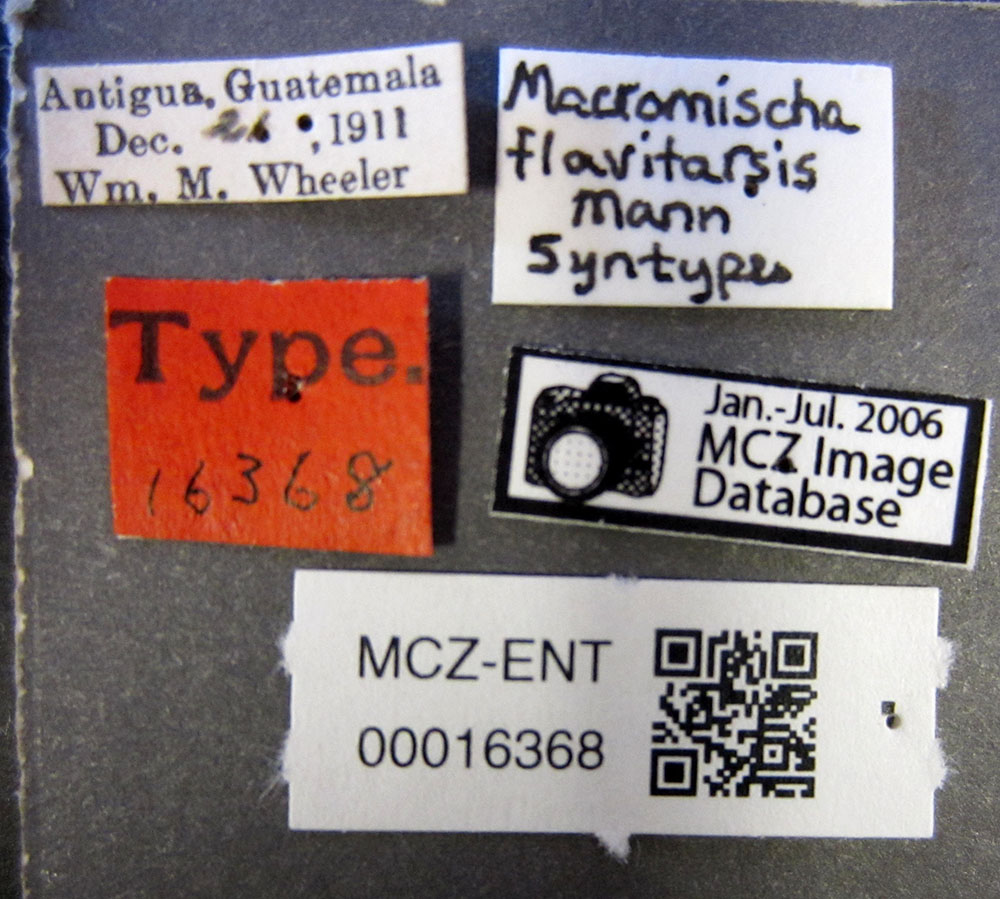 Antigua, Guatemala
Dec. 26, 1911
Wm. M. Wheeler
Macromischa
flavitarsis
Mann
Syntypes
Type.
16368
Jan.-Jul. 2006
MCZ Image
Database
MCZ-ENT
00016368